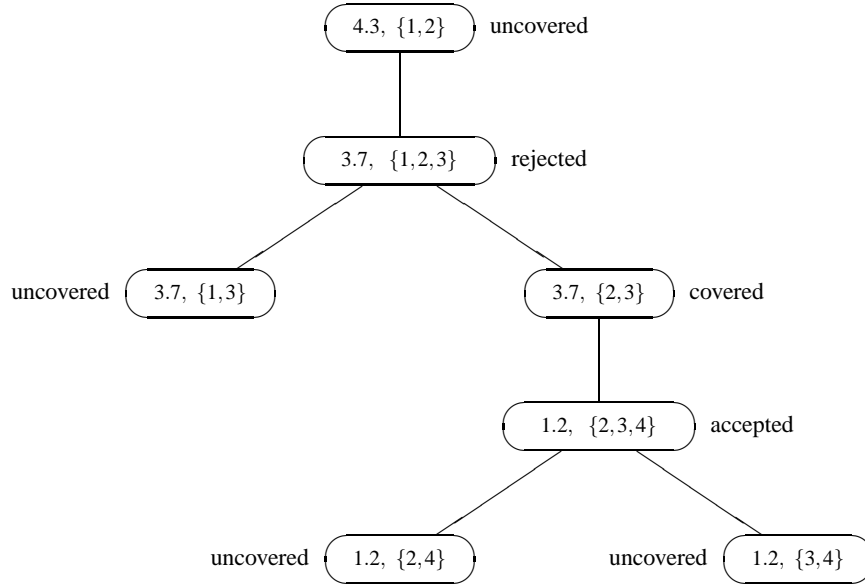 4.3, {1,2} uncovered
3.7, {1,2,3} rejected
uncovered 3.7, {1,3}
3.7, {2,3} covered
1.2, {2,3,4} accepted
uncovered 1.2, {2,4}
uncovered 1.2, {3,4}